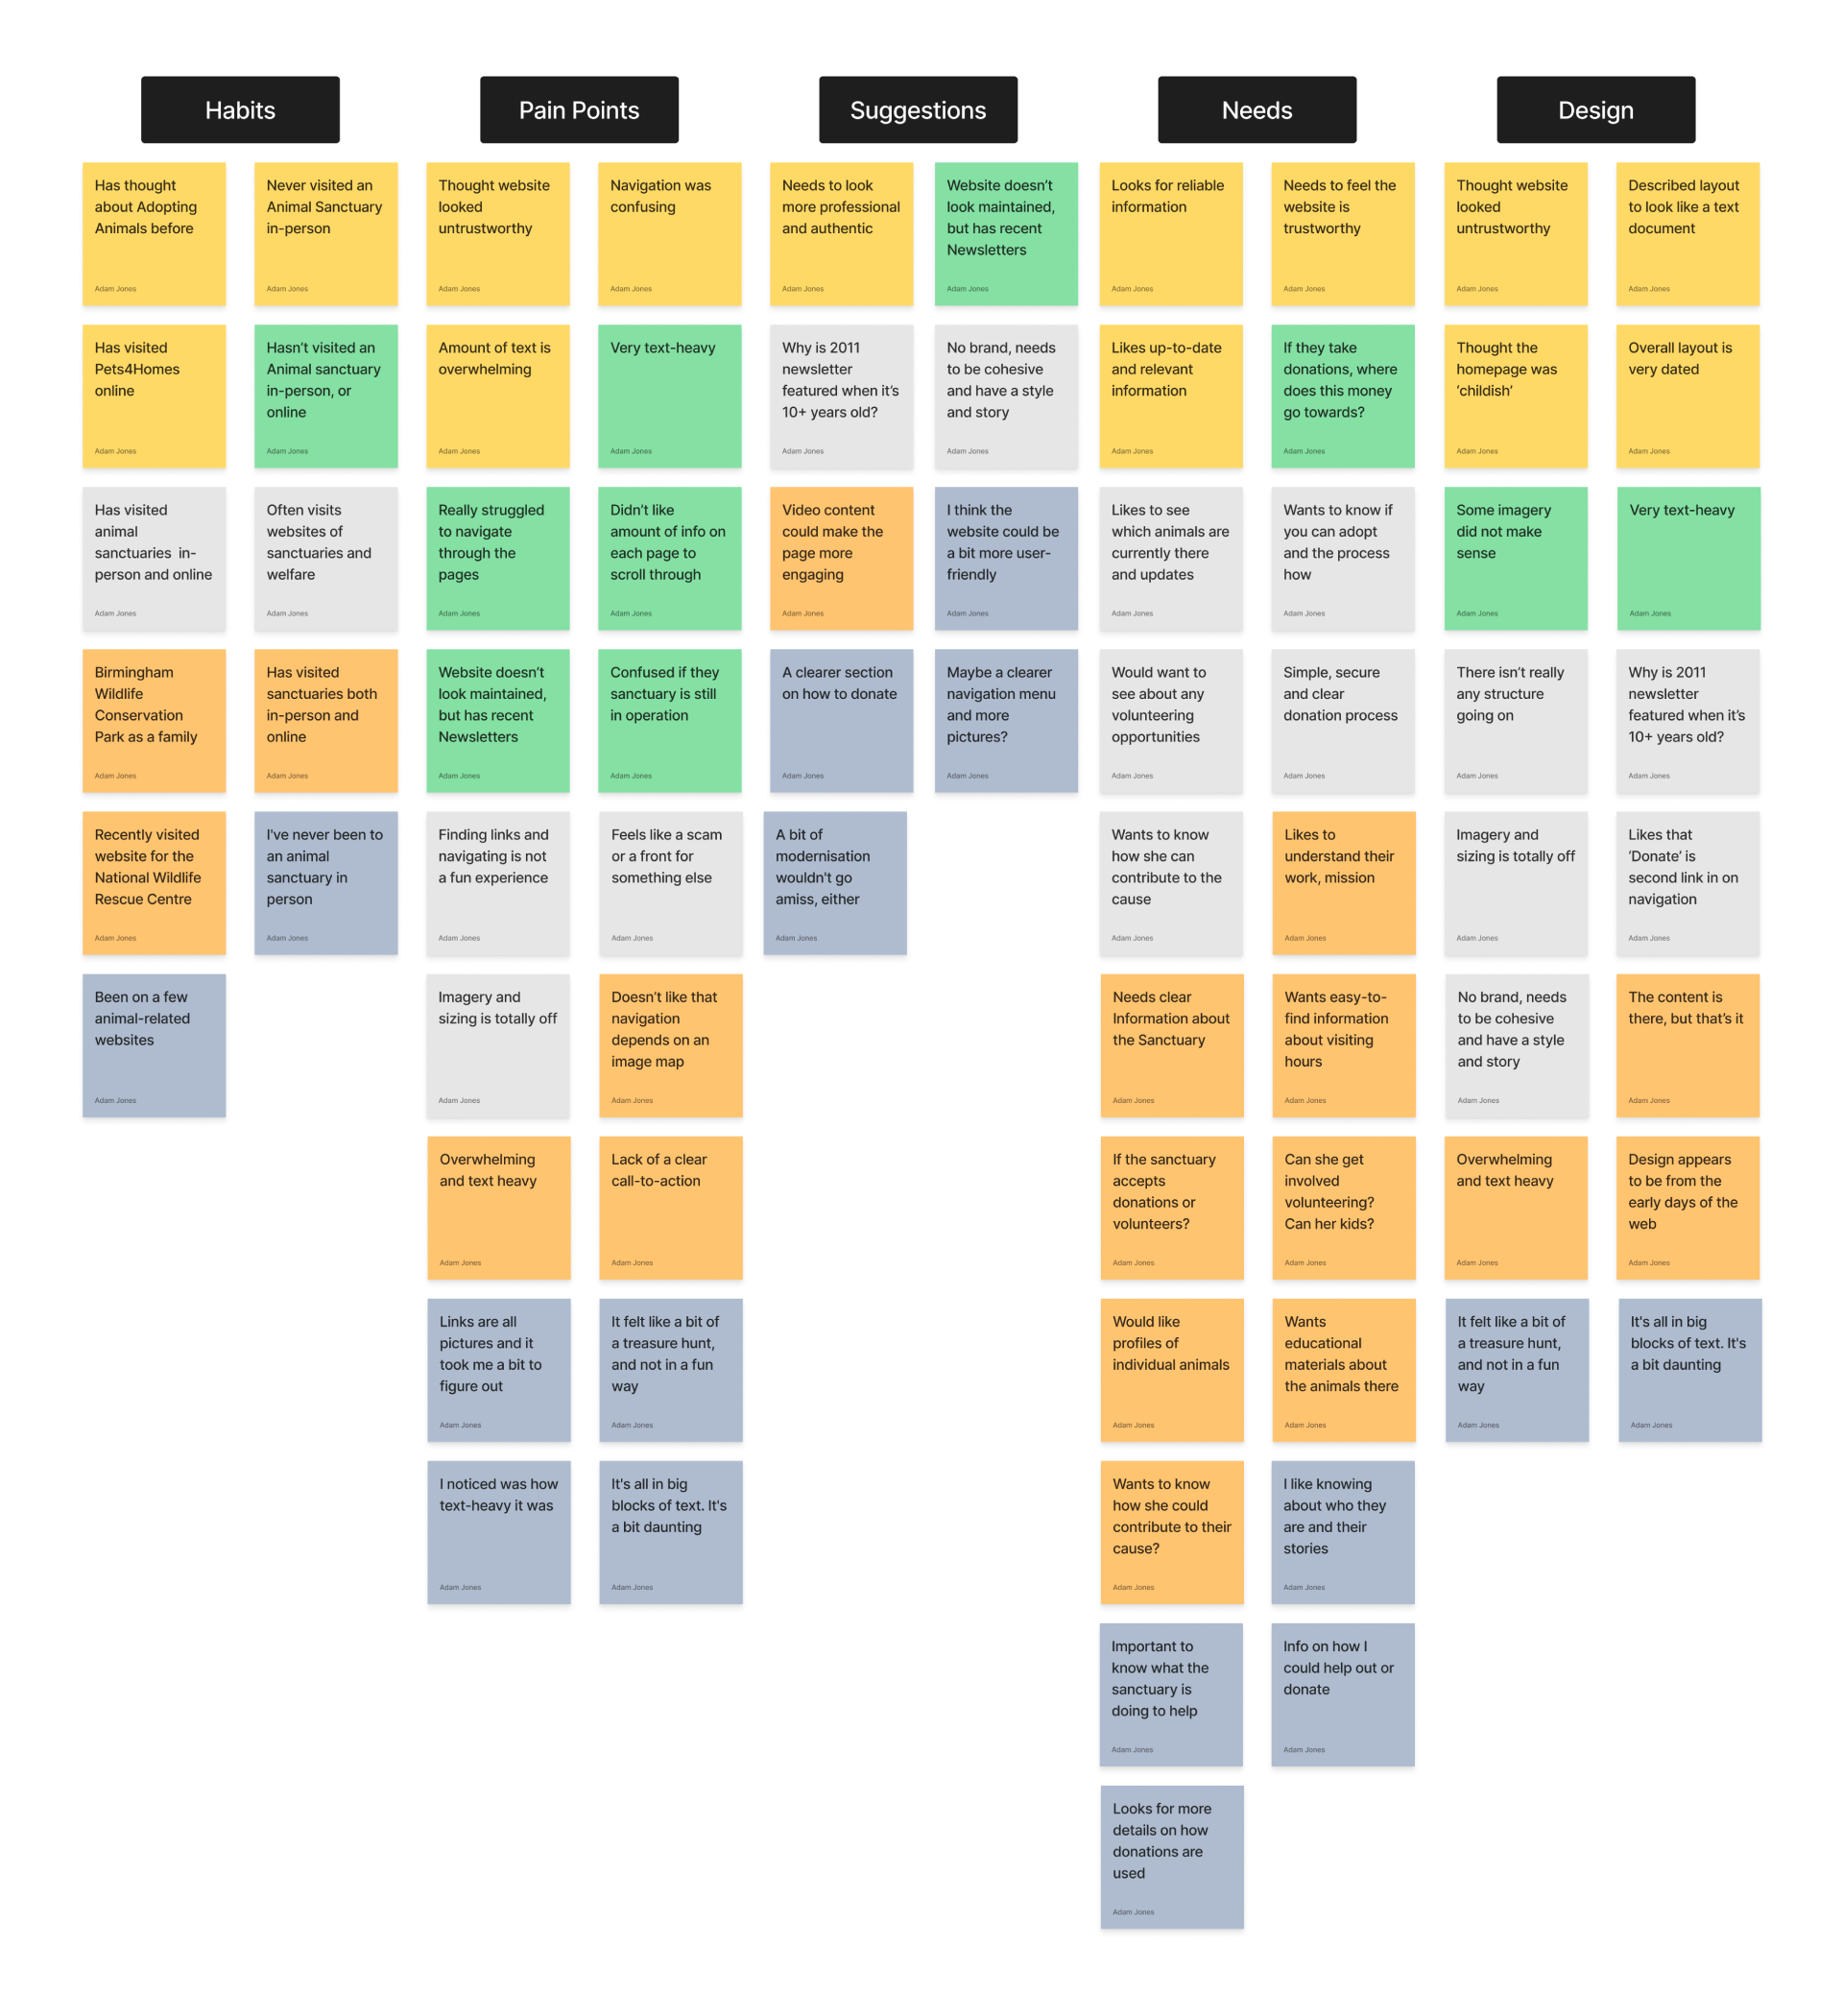 Habits
Has thought
about Adopting
Animals before
Adam Jones
Never visited an
Animal Sanctuary
in-person
Adam Jones
Has visited
Pets4Homes
online
Adam Jones
Hasn't visited an
Animal sanctuary
in-person, or
online
Adam Jones
Has visited
animal
sanctuaries in-
person and online
Adam Jones
Often visits
websites of
sanctuaries and
welfare
Adam Jones
Birmingham
Wildlife
Conservation
Park as a family
Adam Jones
Has visited
sanctuaries both
in-person and
online
Adam Jones
Recently visited
website for the
National Wildlife
Rescue Centre
Adam Jones
I've never been to
an animal
sanctuary in
person
Adam Jones
Been on a few
animal-related
websites
Adam Jones
Pain Points
Thought website
looked
untrustworthy
Adam Jones
Navigation was
confusing
Adam Jones
Amount of text is
overwhelming
Adam Jones
Very text-heavy
Adam Jones
Really struggled
to navigate
through the
pages
Adam Jones
Didn't like
amount of info on
each page to
scroll through
Adam Jones
Website doesn't
look maintained,
but has recent
Newsletters
Adam Jones
Confused if they
sanctuary is still
in operation
Adam Jones
Finding links and
navigating is not
a fun experience
Adam Jones
Feels like a scam
or a front for
something else
Adam Jones
Imagery and
sizing is totally off
Adam Jones
Doesn't like that
navigation
depends on an
image map
Adam Jones
Overwhelming
and text heavy
Adam Jones
Lack of a clear
call-to-action
Adam Jones
Links are all
pictures and it
took me a bit to
figure out
Adam Jones
It felt like a bit of
a treasure hunt,
and not in a fun
way
Adam Jones
I noticed was how
text-heavy it was
Adam Jones
It's all in big
blocks of text. It's
a bit daunting
Adam Jones
Suggestions
Needs to look
more professional
and authentic
Adam Jones
Website doesn't
look maintained,
but has recent
Newsletters
Adam Jones
Why is 2011
newsletter
featured when it's
10+ years old?
Adam Jones
No brand, needs
to be cohesive
and have a style
and story
Adam Jones
Video content
could make the
page more
engaging
Adam Jones
I think the
website could be
a bit more user-
friendly
Adam Jones
A clearer section
on how to donate
Adam Jones
Maybe a clearer
navigation menu
and more
pictures?
Adam Jones
A bit of
modernisation
wouldn't go
amiss, either
Adam Jones
Needs
Looks for reliable
information
Adam Jones
Needs to feel the
website is
trustworthy
Adam Jones
Likes up-to-date
and relevant
information
Adam Jones
If they take
donations, where
does this money
go towards?
Adam Jones
Likes to see
which animals are
currently there
and updates
Adam Jones
Wants to know if
you can adopt
and the process
how
Adam Jones
Would want to
see about any
volunteering
opportunities
Adam Jones
Simple, secure
and clear
donation process
Adam Jones
Wants to know
how she can
contribute to the
cause
Adam Jones
Likes to
understand their
work, mission
Adam Jones
Needs clear
Information about
the Sanctuary
Adam Jones
Wants easy-to-
find information
about visiting
hours
Adam Jones
If the sanctuary
accepts
donations or
volunteers?
Adam Jones
Can she get
involved
volunteering?
Can her kids?
Adam Jones
Would like
profiles of
individual animals
Adam Jones
Wants
educational
materials about
the animals there
Adam Jones
Wants to know
how she could
contribute to their
cause?
Adam Jones
I like knowing
about who they
are and their
stories
Adam Jones
Important to
know what the
sanctuary is
doing to help
Adam Jones
Info on how I
could help out or
donate
Adam Jones
Looks for more
details on how
donations are
used
Adam Jones
Design
Thought website
looked
untrustworthy
Adam Jones
Described layout
to look like a text
document
Adam Jones
Thought the
homepage was
‘childish’
Adam Jones
Overall layout is
very dated
Adam Jones
Some imagery
did not make
sense
Adam Jones
Very text-heavy
Adam Jones
There isn't really
any structure
going on
Adam Jones
Why is 2011
newsletter
featured when it's
10+ years old?
Adam Jones
Imagery and
sizing is totally off
Adam Jones
Likes that
‘Donate’ is
second link in on
navigation
Adam Jones
No brand, needs
to be cohesive
and have a style
and story
Adam Jones
The content is
there, but that's it
Adam Jones
Overwhelming
and text heavy
Adam Jones
Design appears
to be from the
early days of the
web
Adam Jones
It felt like a bit of
a treasure hunt,
and not in a fun
way
Adam Jones
It's all in big
blocks of text. It's
a bit daunting
Adam Jones